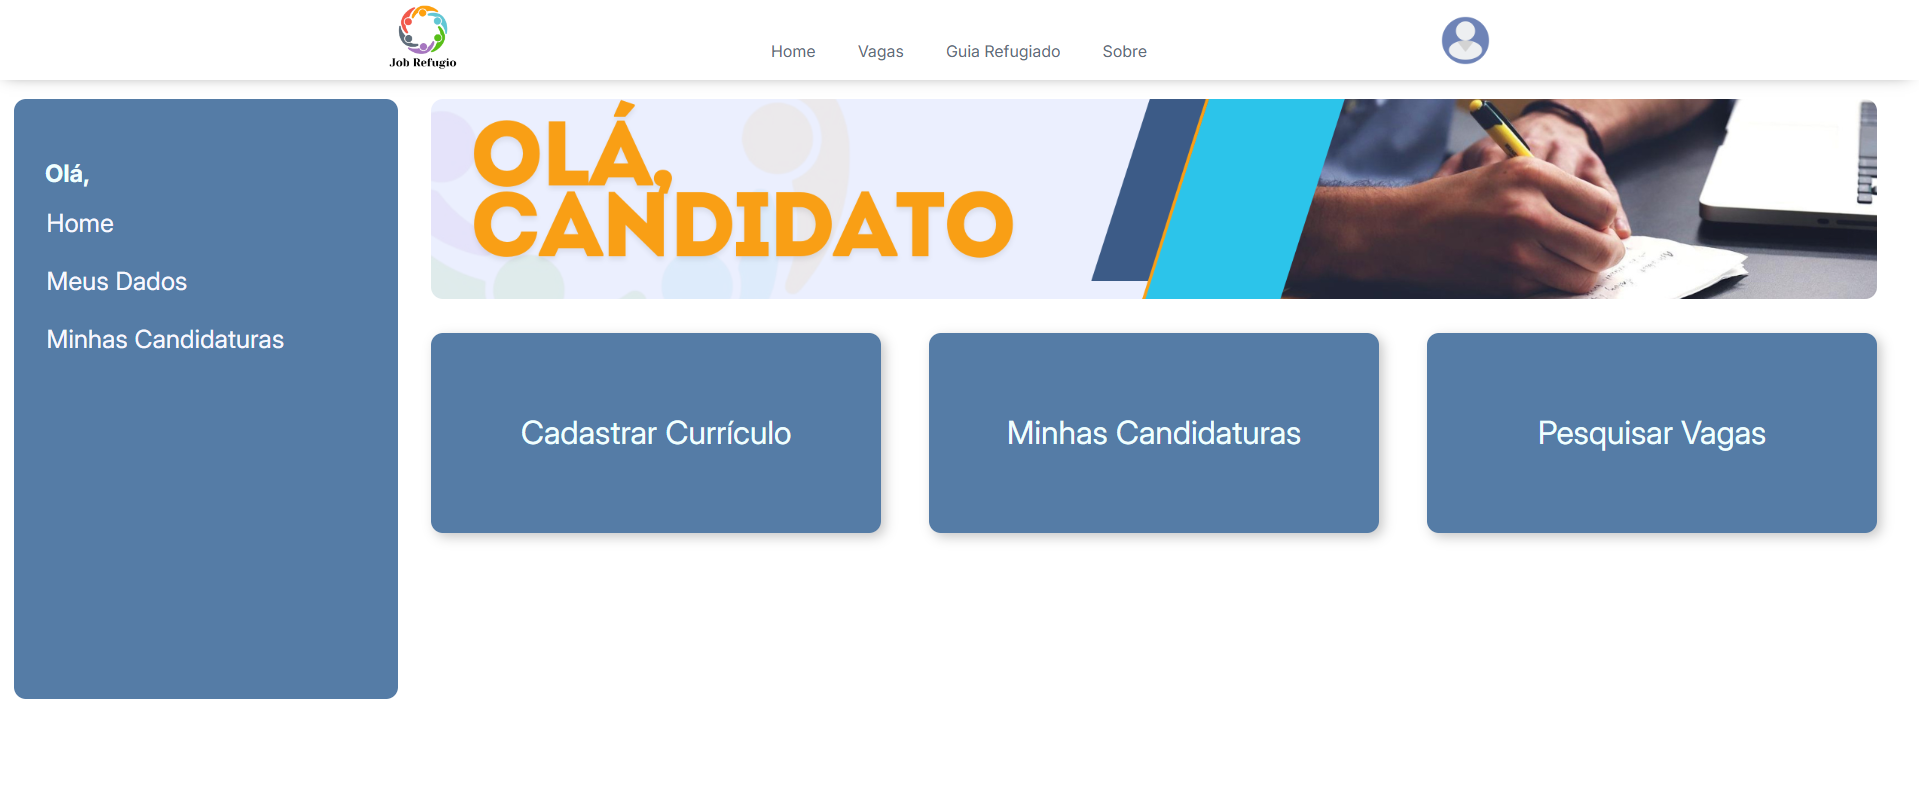 Job Refugio
Home
Vagas
Guia Refugiado
Sobre
Olá,
Home
Meus Dados
Minhas Candidaturas
OLÁ,
CANDIDATO
Cadastrar Currículo
Minhas Candidaturas
Pesquisar Vagas